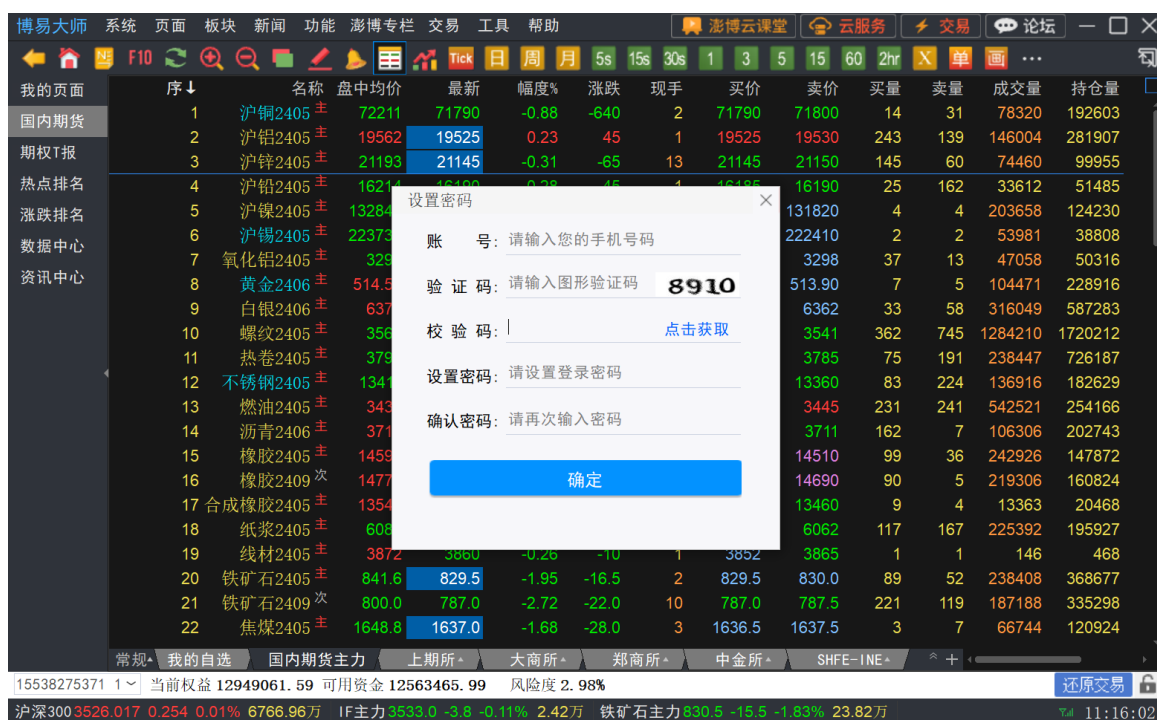 博易大师 系统 页面 板块 新闻 功能 澎博专栏 交易 工具 帮助 澎博云课堂 云服务 交易 论坛
F10 Tick 日 周 月 5s 15s 30s 1 3 5 15 60 2hr X 单 画 ···
我的页面
国内期货
期权T报
热点排名
涨跌排名
数据中心
资讯中心
序↓ 名称 盘中均价 最新 幅度% 涨跌 现手 买价 卖价 买量 卖量 成交量 持仓量
1 沪铜2405 主 72211 71790 -0.88 -640 2 71790 71800 14 31 78320 192603
2 沪铝2405 主 19562 19525 0.23 45 1 19525 19530 243 139 146004 281907
3 沪锌2405 主 21193 21145 -0.31 -65 13 21145 21150 145 60 74460 99955
4 沪铅2405 主 16214 16190 -0.28 -45 1 16185 16190 25 162 33612 51485
5 沪镍2405 主 13284 131820 4 4 203658 124230
6 沪锡2405 主 22373 222410 2 2 53981 38808
7 氧化铝2405 主 329 3298 37 13 47058 50316
8 黄金2406 主 514.5 513.90 7 5 104471 228916
9 白银2406 主 637 6362 33 58 316049 587283
10 螺纹2405 主 356 3541 362 745 1284210 1720212
11 热卷2405 主 379 3785 75 191 238447 726187
12 不锈钢2405 主 1341 13360 83 224 136916 182629
13 燃油2405 主 343 3445 231 241 542521 254166
14 沥青2406 主 371 3711 162 7 106306 202743
15 橡胶2405 主 1459 14510 99 36 242926 147872
16 橡胶2409 次 1477 14690 90 5 219306 160824
17 合成橡胶2405 主 1354 13460 9 4 13363 20468
18 纸浆2405 主 608 6062 117 167 225392 195927
19 线材2405 主 3872 3860 -0.26 -10 1 3852 3865 1 1 146 468
20 铁矿石2405 主 841.6 829.5 -1.95 -16.5 2 829.5 830.0 89 52 238408 368677
21 铁矿石2409 次 800.0 787.0 -2.72 -22.0 10 787.0 787.5 221 119 187188 335298
22 焦煤2405 主 1648.8 1637.0 -1.68 -28.0 3 1636.5 1637.5 3 7 66744 120924
设置密码
账 号: 请输入您的手机号码
验 证 码: 请输入图形验证码 8910
校 验 码: 点击获取
设置密码: 请设置登录密码
确认密码: 请再次输入密码
确定
常规 我的自选 国内期货主力 上期所 大商所 郑商所 中金所 SHFE-INE
15538275371 1 当前权益 12949061.59 可用资金 12563465.99 风险度 2.98% 还原交易
沪深300 3526.017 0.254 0.01% 6766.96万 IF主力 3533.0 -3.8 -0.11% 2.42万 铁矿石主力 830.5 -15.5 -1.83% 23.82万 11:16:02